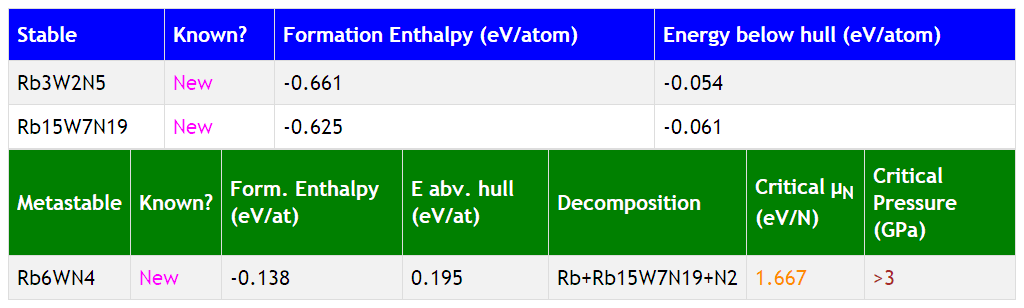 Stable Known? Formation Enthalpy (eV/atom) Energy below hull (eV/atom)
Rb3W2N5 New -0.661 -0.054
Rb15W7N19 New -0.625 -0.061
Metastable Known? Form. Enthalpy (eV/at) E abv. hull (eV/at) Decomposition Critical μN (eV/N) Critical Pressure (GPa)
Rb6WN4 New -0.138 0.195 Rb+Rb15W7N19+N2 1.667 >3